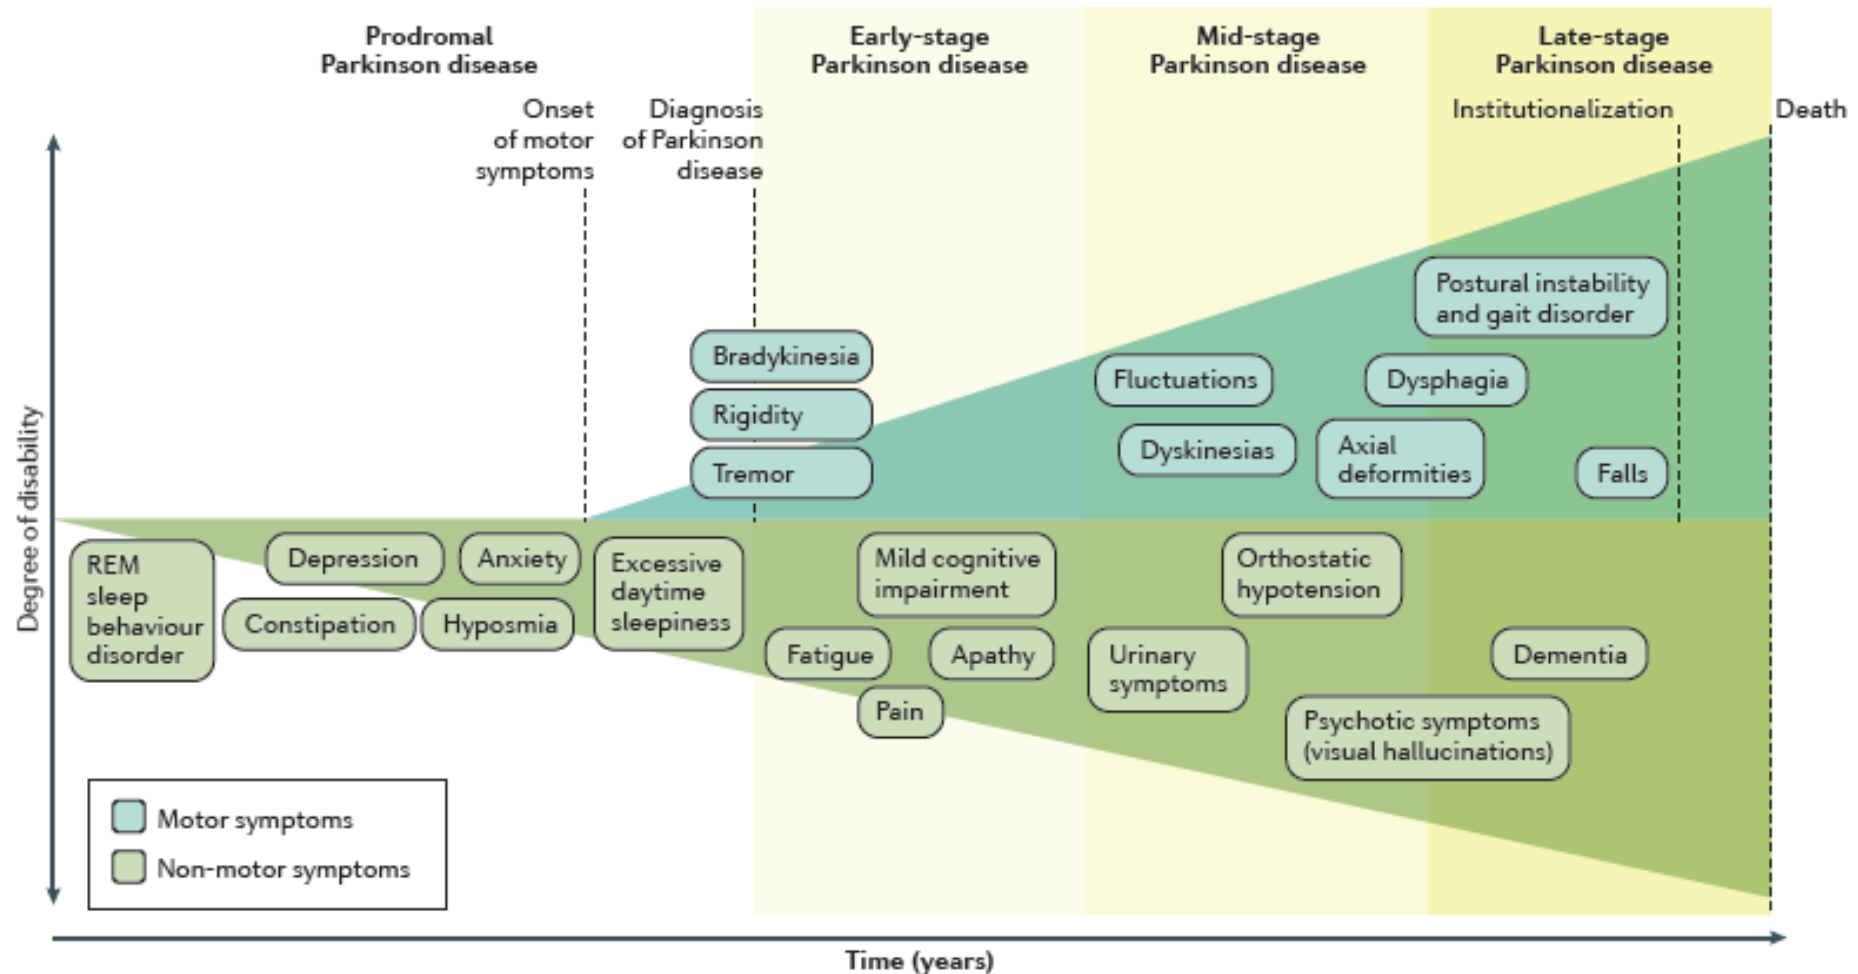 Prodromal
Parkinson disease
Early-stage
Parkinson disease
Mid-stage
Parkinson disease
Late-stage
Parkinson disease
Onset
of motor
symptoms
Diagnosis
of Parkinson
disease
Institutionalization
Death
Degree of disability
Bradykinesia
Rigidity
Tremor
Fluctuations
Dyskinesias
Postural instability
and gait disorder
Dysphagia
Axial
deformities
Falls
REM
sleep
behaviour
disorder
Depression
Constipation
Anxiety
Hyposmia
Excessive
daytime
sleepiness
Mild cognitive
impairment
Fatigue
Apathy
Pain
Orthostatic
hypotension
Urinary
symptoms
Dementia
Psychotic symptoms
(visual hallucinations)
Motor symptoms
Non-motor symptoms
Time (years)